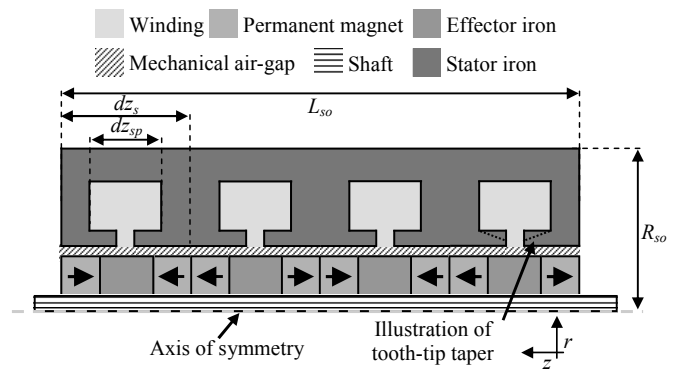 Winding Permanent magnet Effector iron
Mechanical air-gap Shaft Stator iron
dz_s
L_so
dz_sp
R_so
Axis of symmetry
Illustration of
tooth-tip taper
r
z